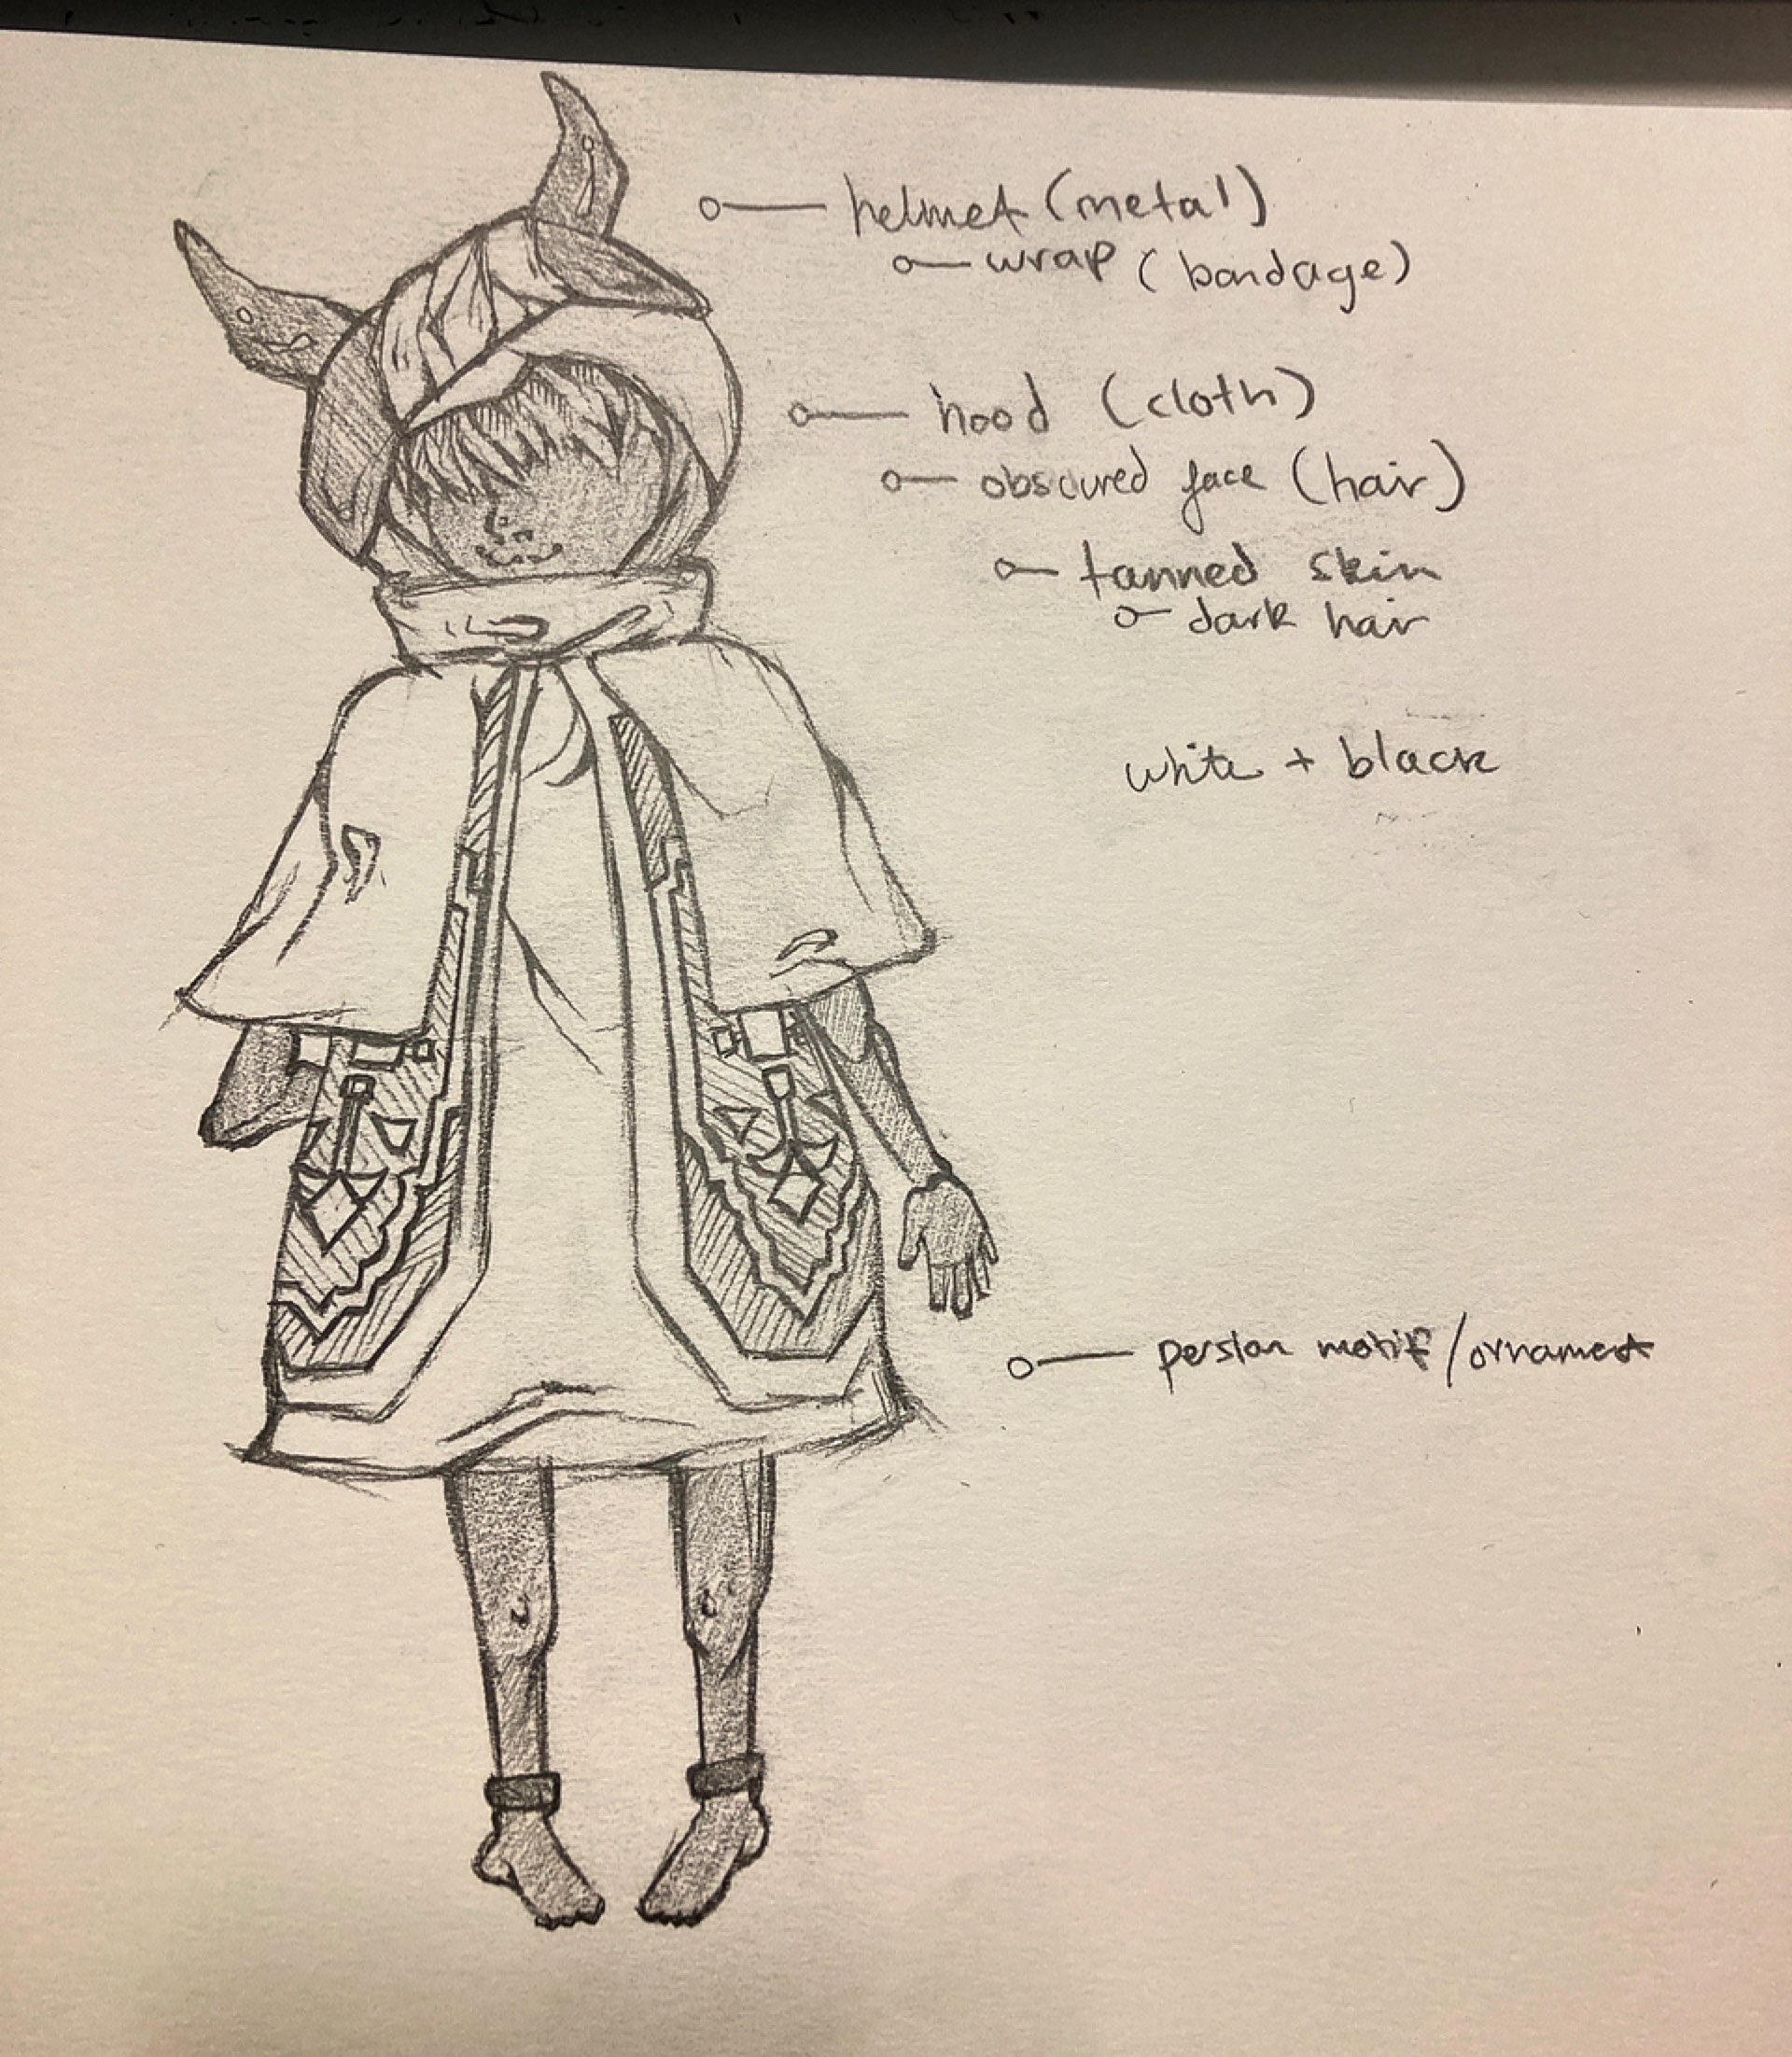 helmet (metal)
wrap (bandage)
hood (cloth)
obscured face (hair)
tanned skin
dark hair
white + black
persian motif/ornament